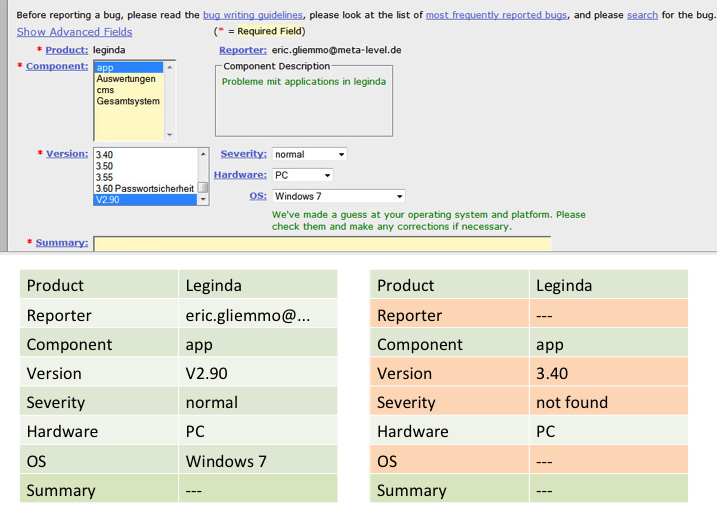 Before reporting a bug, please read the bug writing guidelines, please look at the list of most frequently reported bugs, and please search for the bug.
Show Advanced Fields (* = Required Field)
* Product: leginda Reporter: eric.gliemmo@meta-level.de
* Component: app
Auswertungen
cms
Gesamtsystem
Component Description
Probleme mit applications in leginda
* Version: 3.40
3.50
3.55
3.60 Passwortsicherheit
V2.90
Severity: normal
Hardware: PC
OS: Windows 7
We've made a guess at your operating system and platform. Please
check them and make any corrections if necessary.
* Summary:
Product Leginda
Reporter eric.gliemmo@...
Component app
Version V2.90
Severity normal
Hardware PC
OS Windows 7
Summary ---
Product Leginda
Reporter ---
Component app
Version 3.40
Severity not found
Hardware PC
OS ---
Summary ---